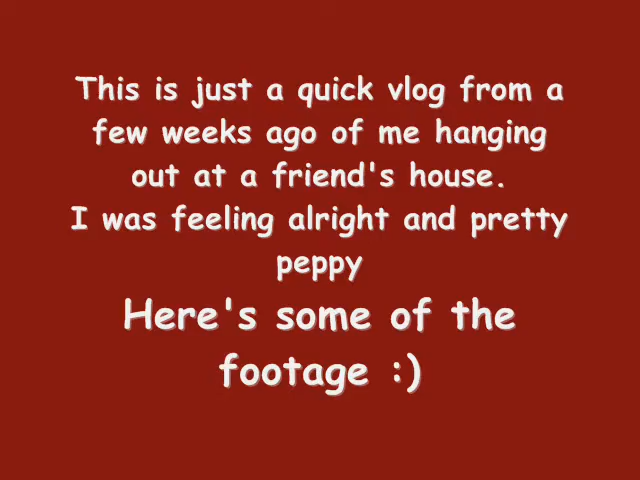 This is just a quick vlog from a
few weeks ago of me hanging
out at a friend's house.
I was feeling alright and pretty
peppy
Here's some of the
footage :)